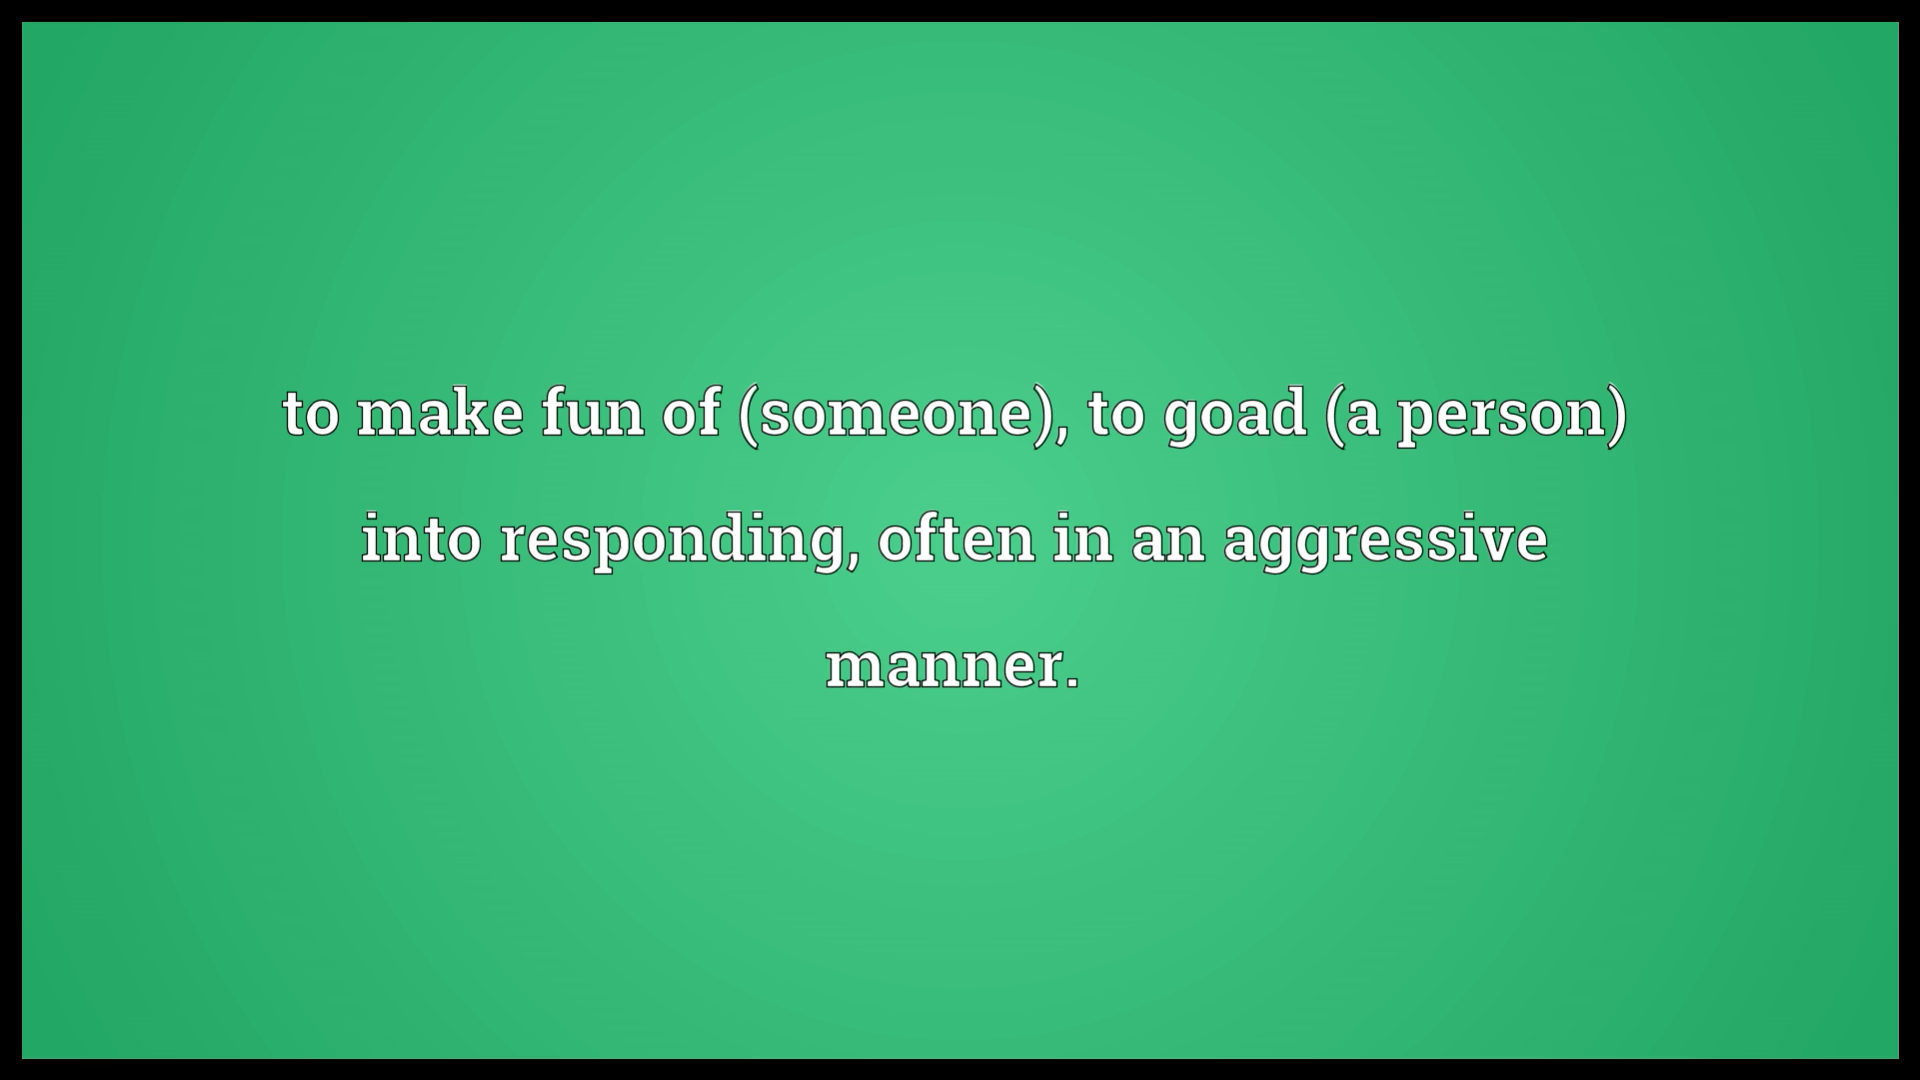 to make fun of (someone), to goad (a person)
into responding, often in an aggressive
manner.